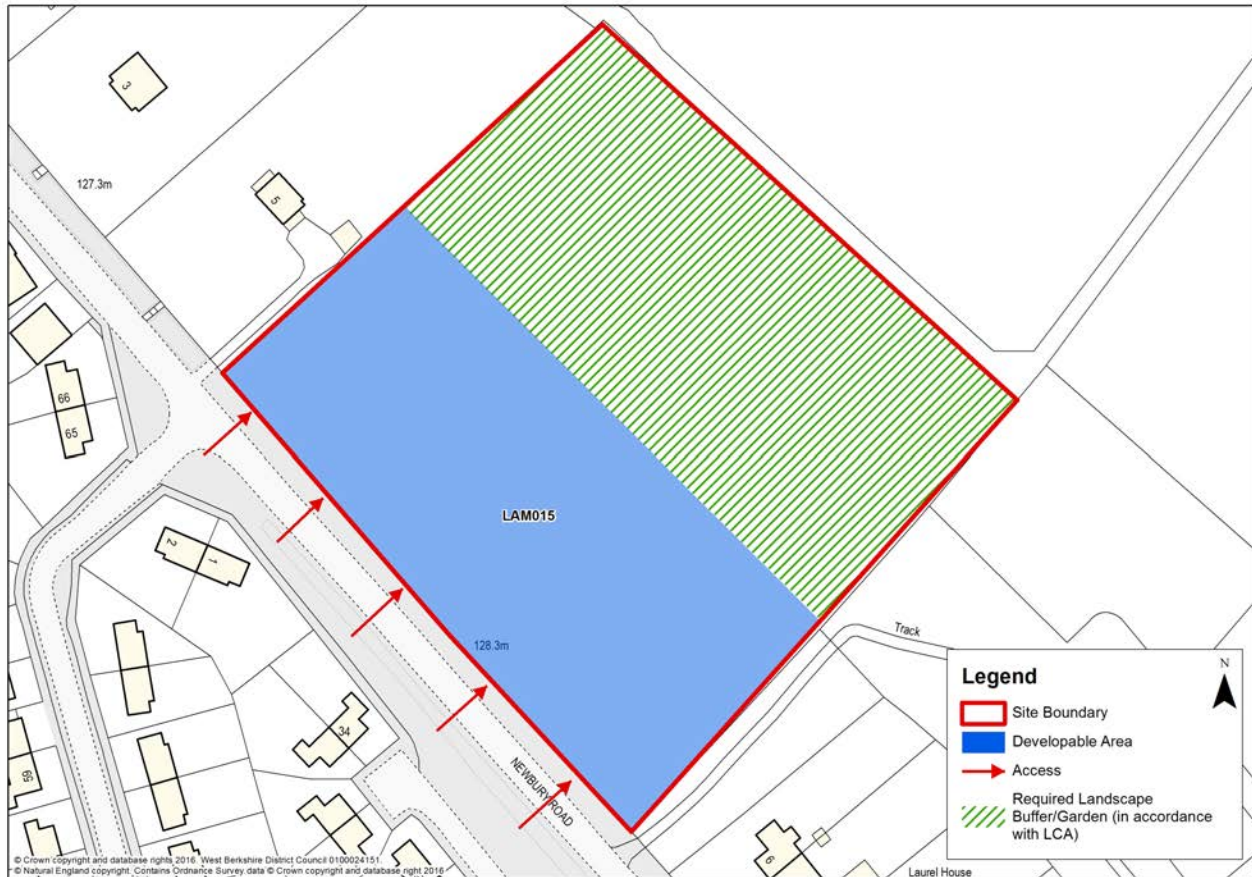 3
127.3m
5
66
65
LAM015
2
1
128.3m
Track
34
59
NEWBURY ROAD
6
Laurel House
N
Legend
Site Boundary
Developable Area
Access
Required Landscape
Buffer/Garden (in accordance
with LCA)
© Crown copyright and database rights 2016. West Berkshire District Council 0100024151.
© Natural England copyright. Contains Ordnance Survey data © Crown copyright and database right 2016